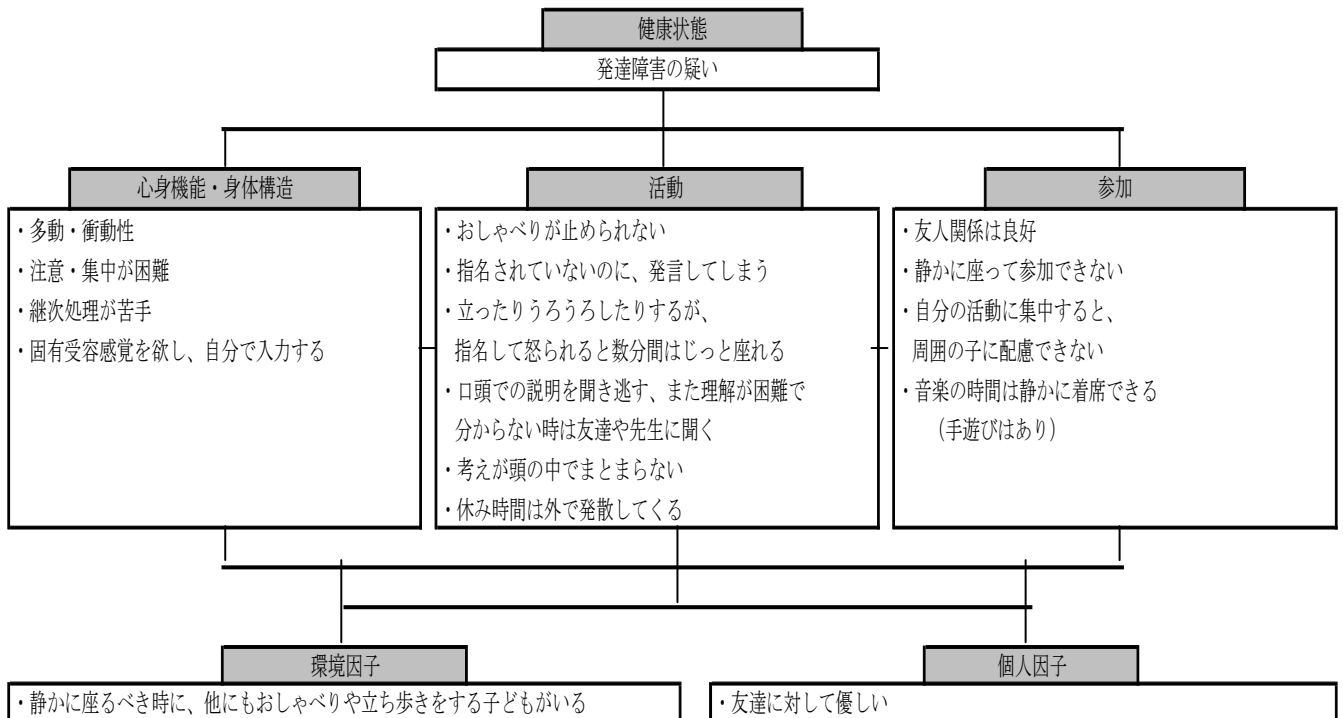 健康状態
発達障害の疑い
心身機能・身体構造
・多動・衝動性
・注意・集中が困難
・継次処理が苦手
・固有受容感覚を欲し、自分で入力する
活動
・おしゃべりが止められない
・指名されていないのに、発言してしまう
・立ったりうろうろしたりするが、
指名して怒られると数分間はじっと座れる
・口頭での説明を聞き逃す、また理解が困難で
分からない時は友達や先生に聞く
・考えが頭の中でまとまらない
・休み時間は外で発散してくる
参加
・友人関係は良好
・静かに座って参加できない
・自分の活動に集中すると、
周囲の子に配慮できない
・音楽の時間は静かに着席できる
（手遊びはあり）
環境因子
・静かに座るべき時に、他にもおしゃべりや立ち歩きをする子どもがいる
個人因子
・友達に対して優しい